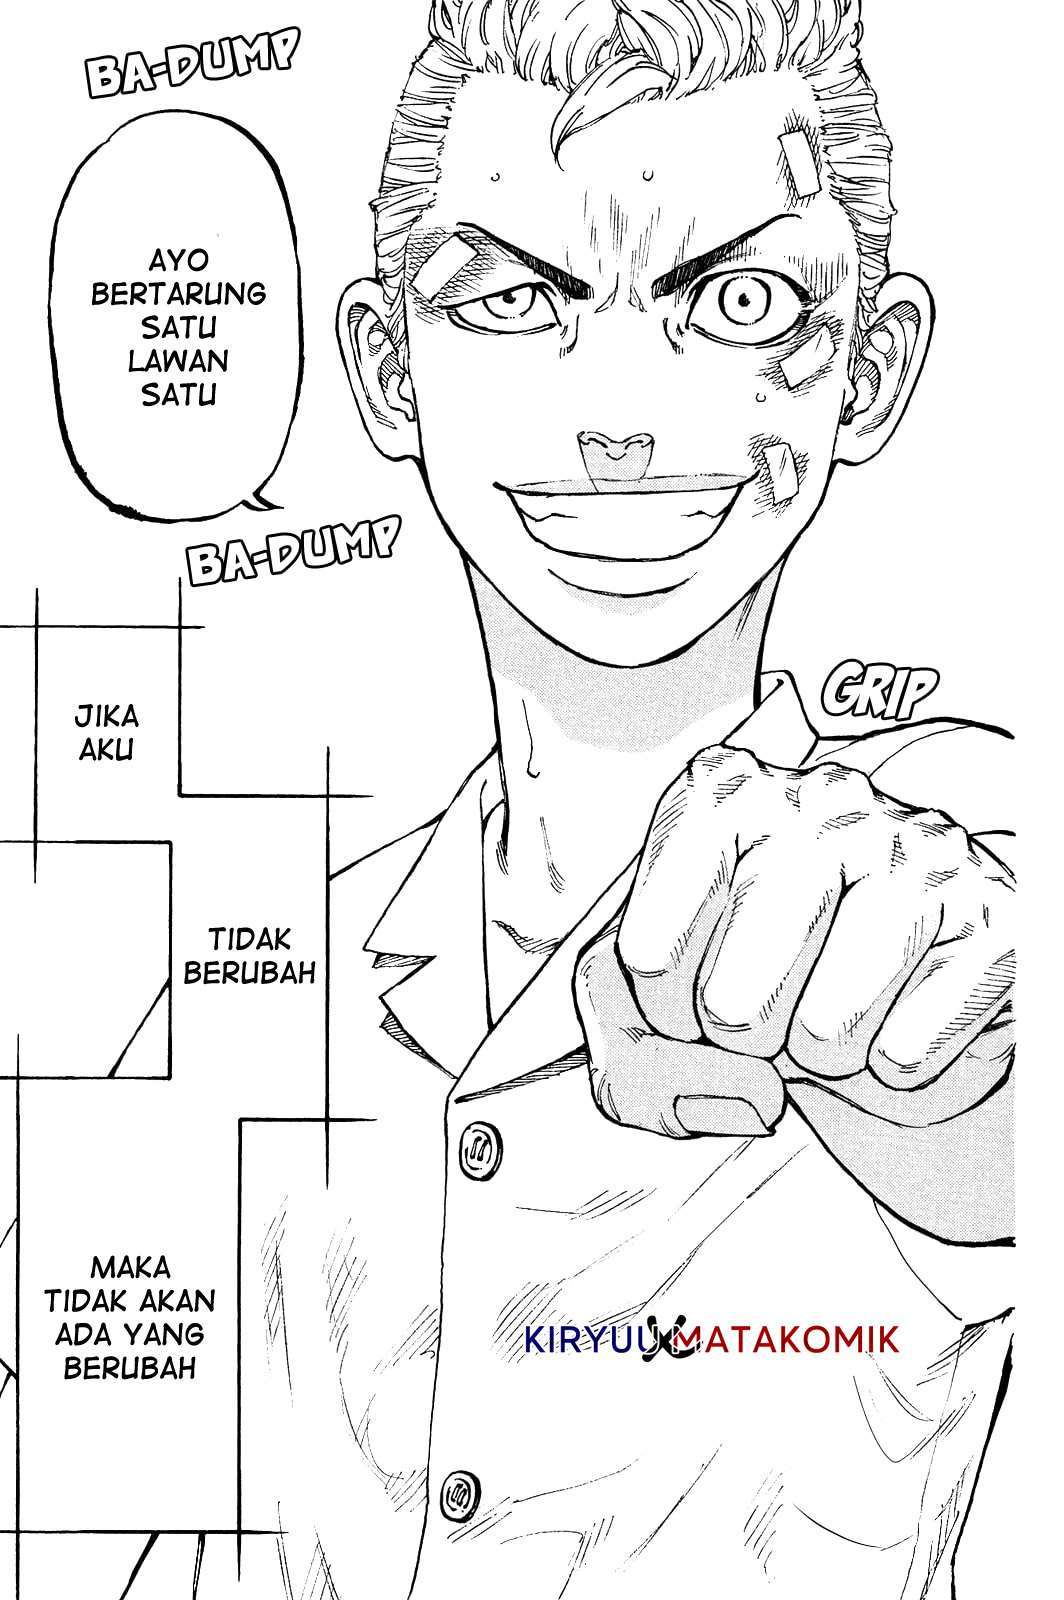 BA-DUMP
AYO
BERTARUNG
SATU
LAWAN
SATU
BA-DUMP
GRIP
JIKA
AKU
TIDAK
BERUBAH
MAKA
TIDAK AKAN
ADA YANG
BERUBAH
KIRYUU X MATAKOMIK